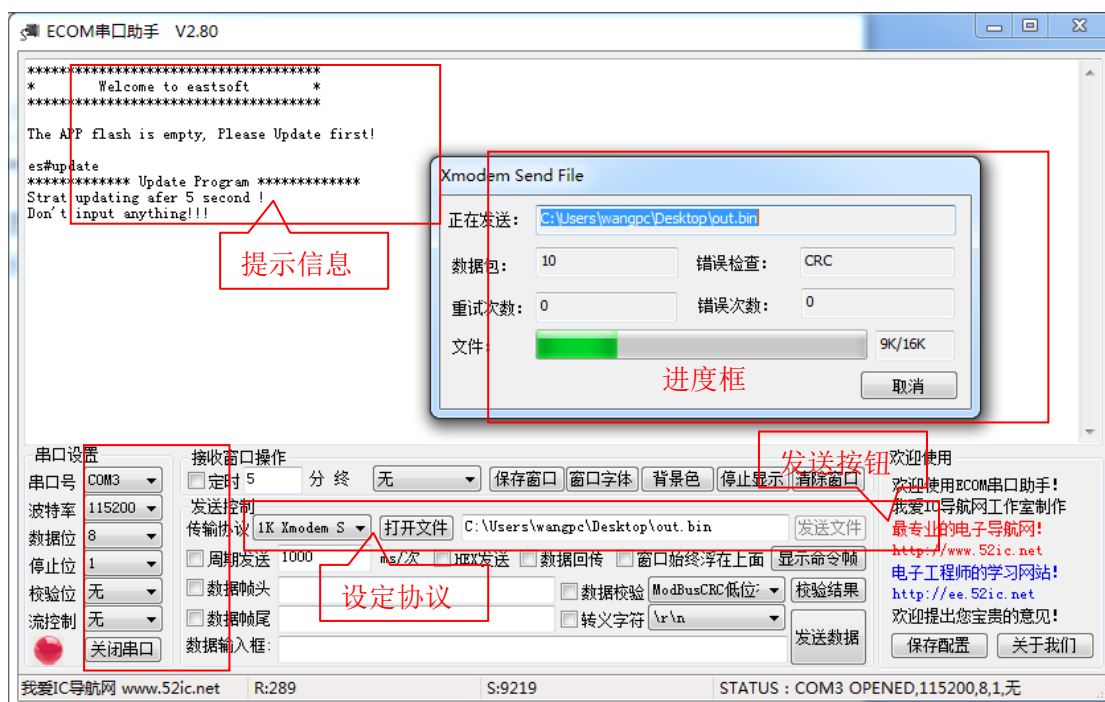 ECOM串口助手 V2.80
*************************************
* Welcome to eastsoft *
*************************************
The APP flash is empty, Please Update first!
es#update
************* Update Program *************
Strat updating afer 5 second !
Don't input anything!!!
提示信息
Xmodem Send File
正在发送: C:\Users\wangpc\Desktop\out.bin
数据包: 10 错误检查: CRC
重试次数: 0 错误次数: 0
文件: 9K/16K
进度框
取消
串口设置
串口号 COM3
波特率 115200
数据位 8
停止位 1
校验位 无
流控制 无
关闭串口
接收窗口操作
定时 5 分 终 无 保存窗口 窗口字体 背景色 停止显示 清除窗口
发送按钮
发送控制
传输协议 1K Xmodem S 打开文件 C:\Users\wangpc\Desktop\out.bin 发送文件
周期发送 1000 ms/次 HEX发送 数据回传 窗口始终浮在上面 显示命令帧
设定协议
数据帧头 数据校验 ModBusCRC低位 校验结果
数据帧尾 转义字符 \r\n
数据输入框: 发送数据
欢迎使用
欢迎使用ECOM串口助手!
我爱IC导航网工作室制作
最专业的电子导航网!
http://www.52ic.net
电子工程师的学习网站!
http://ee.52ic.net
欢迎提出您宝贵的意见!
保存配置 关于我们
我爱IC导航网 www.52ic.net R:289 S:9219 STATUS : COM3 OPENED,115200,8,1,无